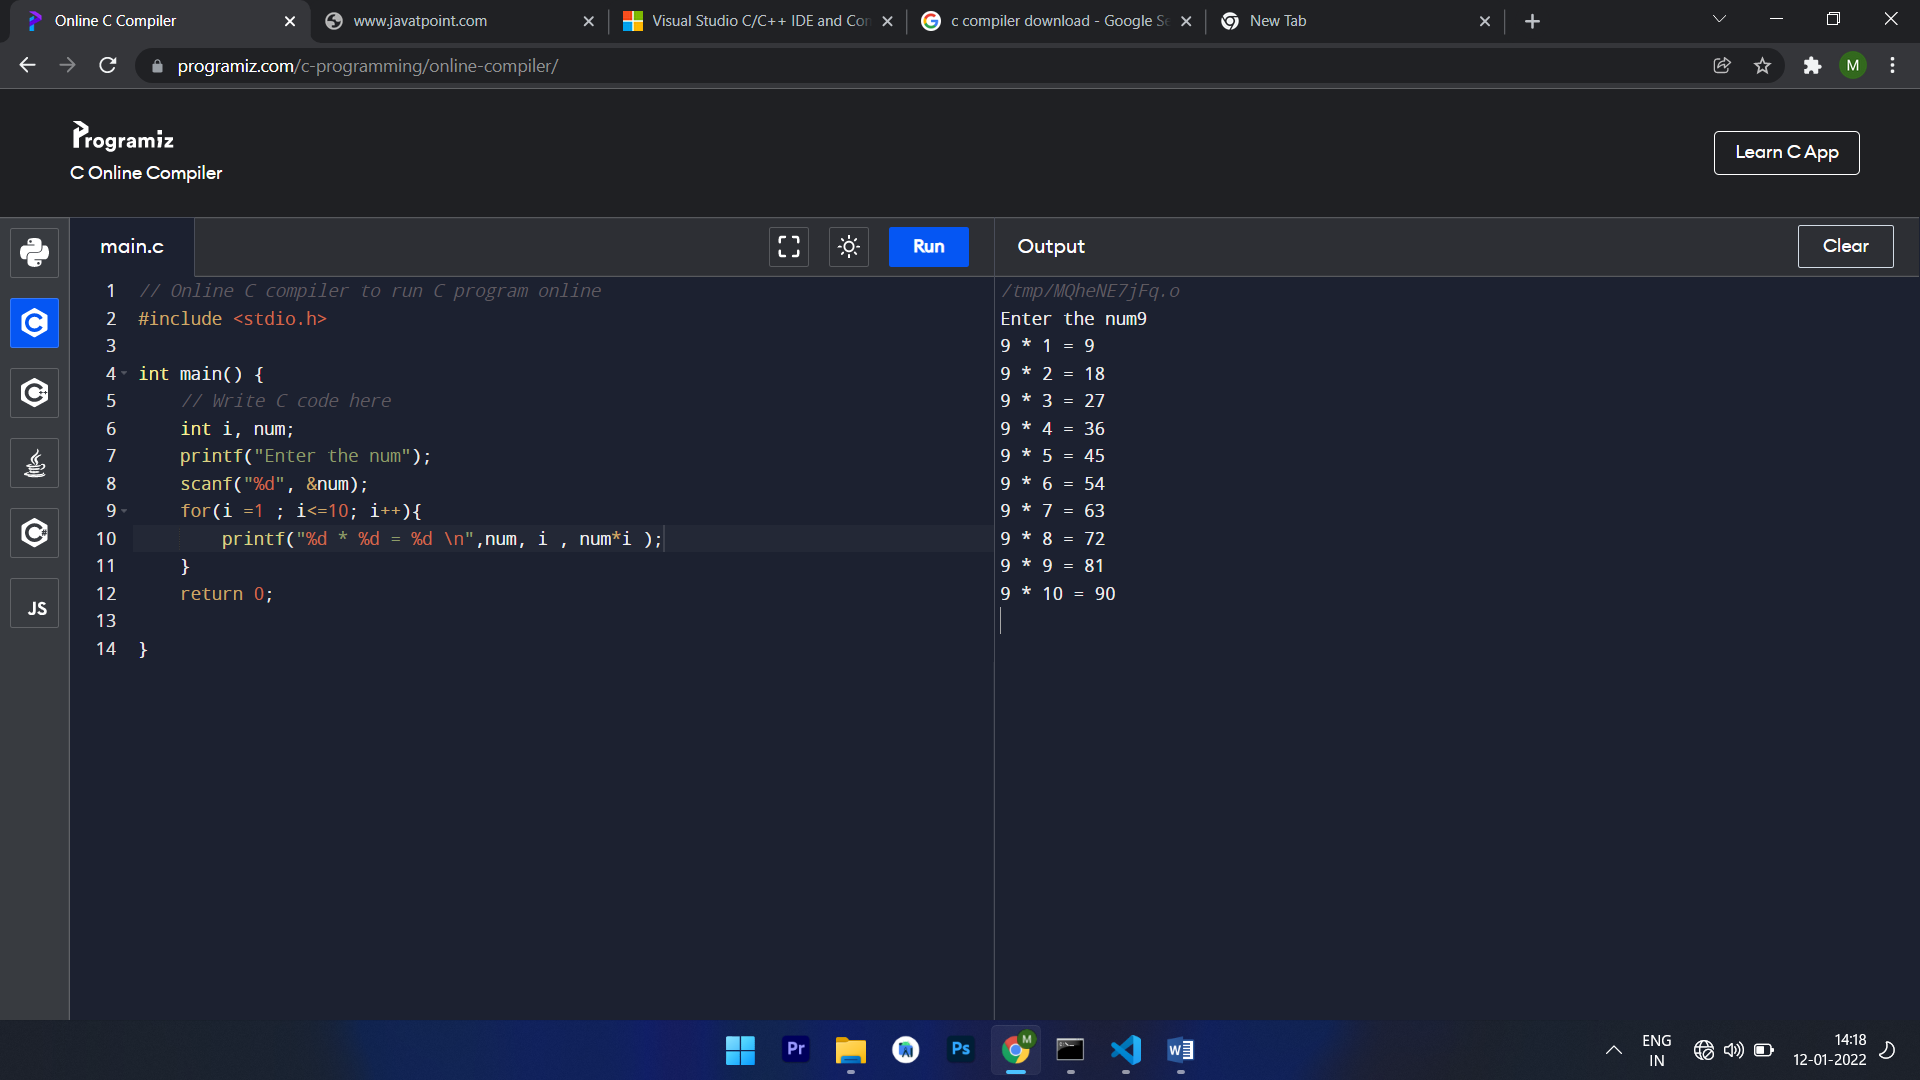 Online C Compiler
www.javatpoint.com
Visual Studio C/C++ IDE and Con
c compiler download - Google Se
New Tab
programiz.com/c-programming/online-compiler/
M
Programiz
C Online Compiler
Learn C App
main.c
Run
Output
Clear
1 // Online C compiler to run C program online
2 #include <stdio.h>
3
4 int main() {
5 // Write C code here
6 int i, num;
7 printf("Enter the num");
8 scanf("%d", &num);
9 for(i =1 ; i<=10; i++){
10 printf("%d * %d = %d \n",num, i , num*i );
11 }
12 return 0;
13
14 }
/tmp/MQheNE7jFq.o
Enter the num9
9 * 1 = 9
9 * 2 = 18
9 * 3 = 27
9 * 4 = 36
9 * 5 = 45
9 * 6 = 54
9 * 7 = 63
9 * 8 = 72
9 * 9 = 81
9 * 10 = 90
JS
Pr
Ps
M
W
ENG
IN
14:18
12-01-2022